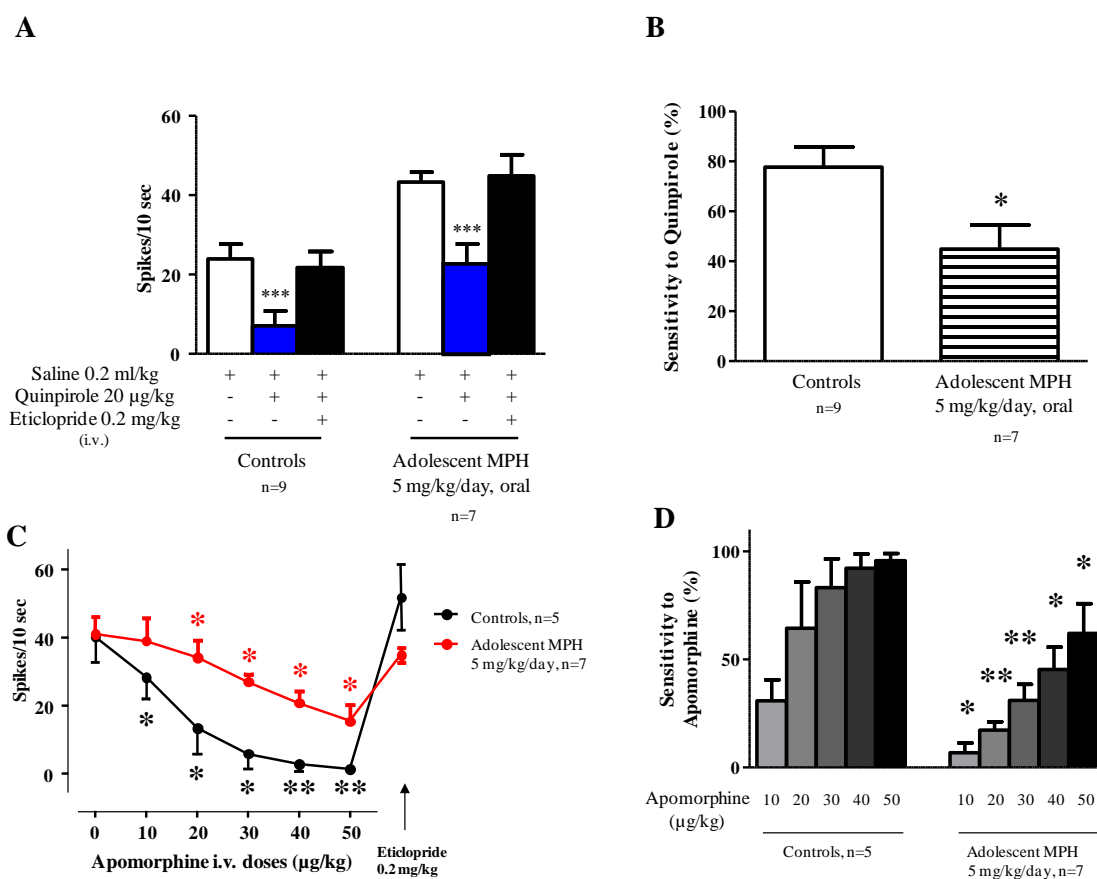 A
60
40
20
0
Spikes/10 sec
***
***
Saline 0.2 ml/kg + + + + + +
Quinpirole 20 µg/kg - + + - + +
Eticlopride 0.2 mg/kg - - + - - +
(i.v.)
Controls
n=9
Adolescent MPH
5 mg/kg/day, oral
n=7
B
100
80
60
40
20
0
Sensitivity to Quinpirole (%)
*
Controls
n=9
Adolescent MPH
5 mg/kg/day, oral
n=7
C
60
40
20
0
Spikes/10 sec
* * * *
* * * ** **
Controls, n=5
Adolescent MPH
5 mg/kg/day, n=7
0 10 20 30 40 50
Apomorphine i.v. doses (µg/kg)
Eticlopride
0.2 mg/kg
D
100
50
0
Sensitivity to
Apomorphine (%)
* ** ** * *
Apomorphine 10 20 30 40 50 10 20 30 40 50
(µg/kg)
Controls, n=5
Adolescent MPH
5 mg/kg/day, n=7